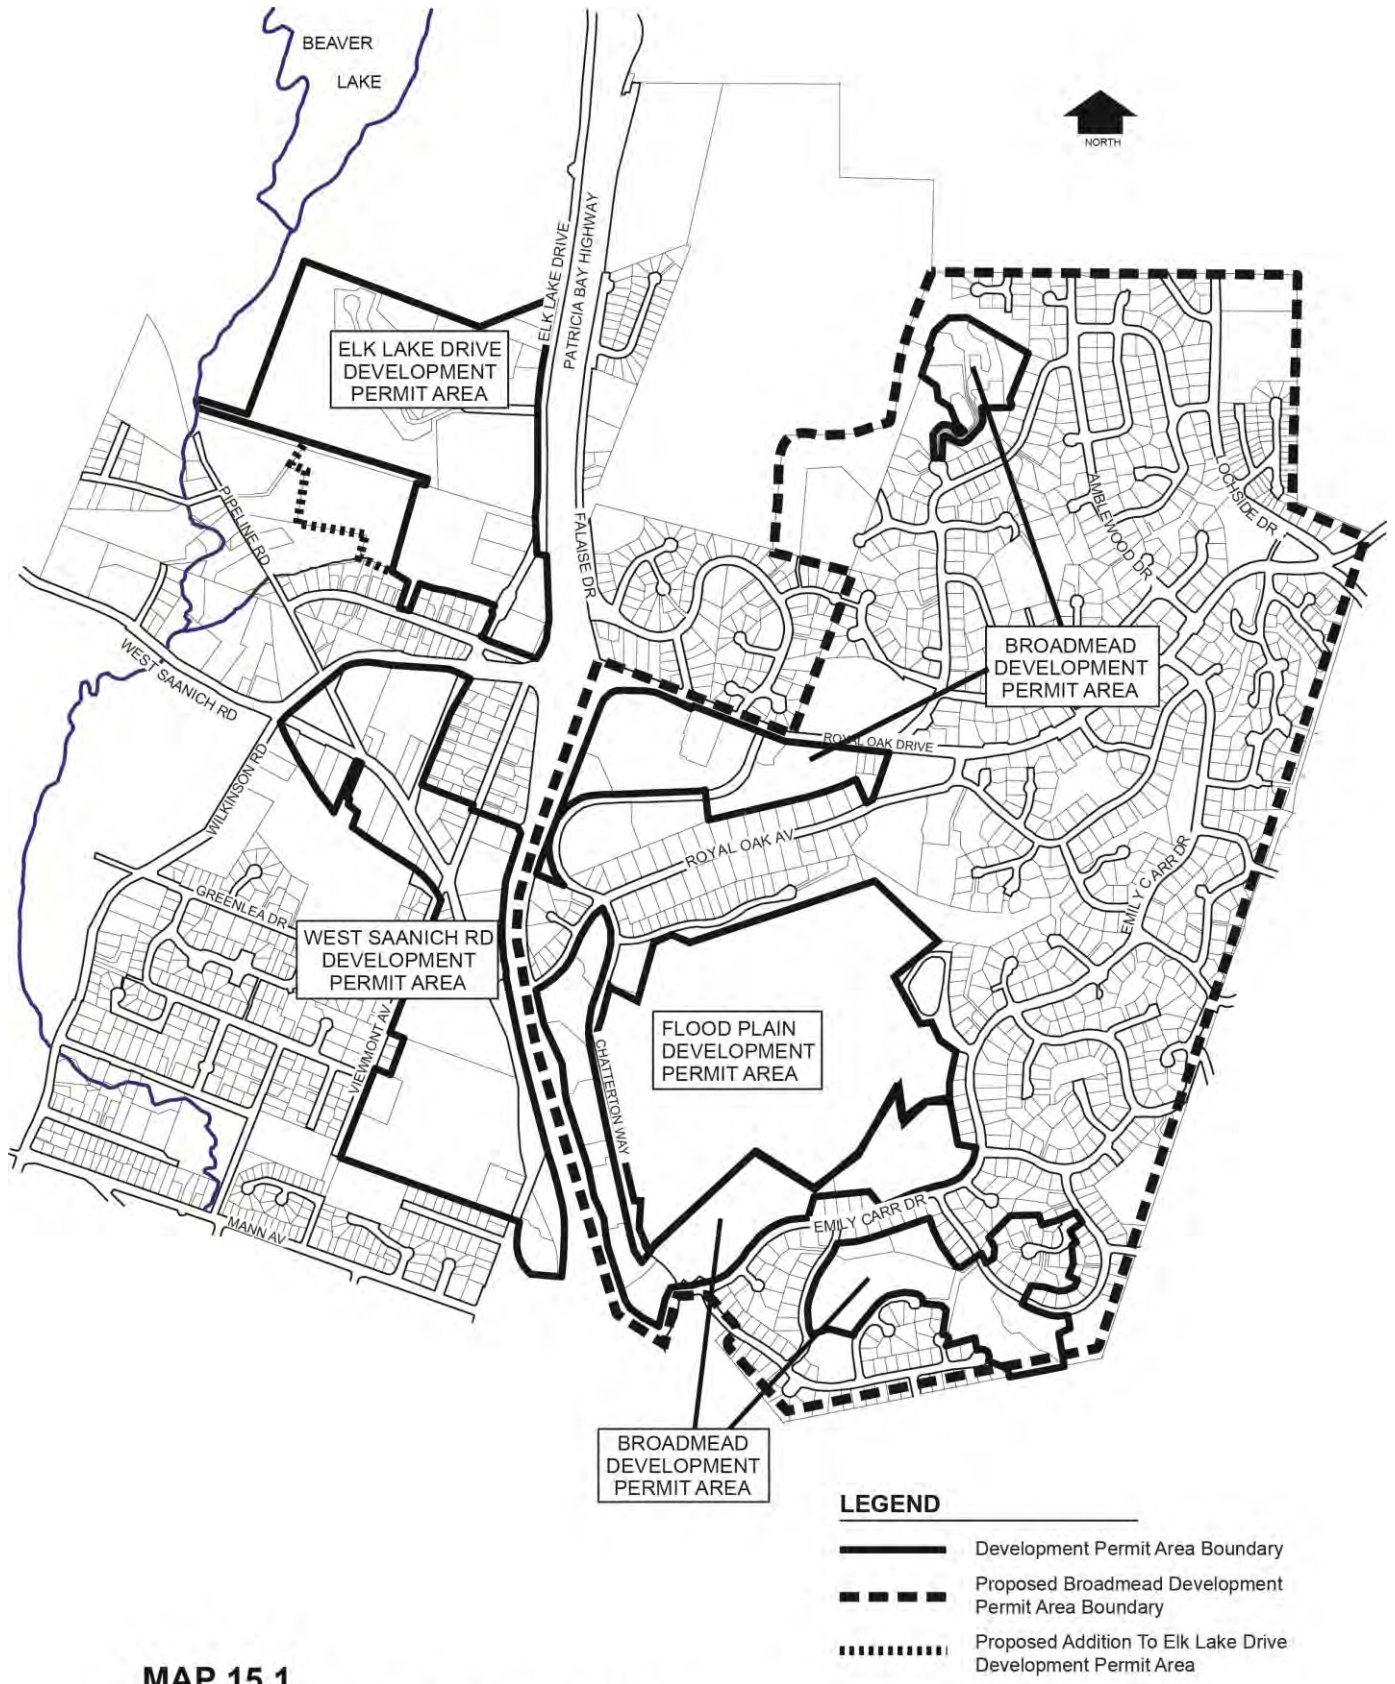 BEAVER
LAKE
NORTH
ELK LAKE DRIVE
PATRICIA BAY HIGHWAY
ELK LAKE DRIVE
DEVELOPMENT
PERMIT AREA
PIPELINE RD
FALAISE DR
AMBLEWOOD DR
LOCHSIDE DR
WEST SAANICH RD
BROADMEAD
DEVELOPMENT
PERMIT AREA
ROYAL OAK DRIVE
WILKINSON RD
ROYAL OAK AV
EMILY CARR DR
GREENLEA DR
WEST SAANICH RD
DEVELOPMENT
PERMIT AREA
FLOOD PLAIN
DEVELOPMENT
PERMIT AREA
VIEWMONT AV
CHATTERTON WAY
EMILY CARR DR
MANN AV
BROADMEAD
DEVELOPMENT
PERMIT AREA
LEGEND
Development Permit Area Boundary
Proposed Broadmead Development
Permit Area Boundary
Proposed Addition To Elk Lake Drive
Development Permit Area
MAP 15.1